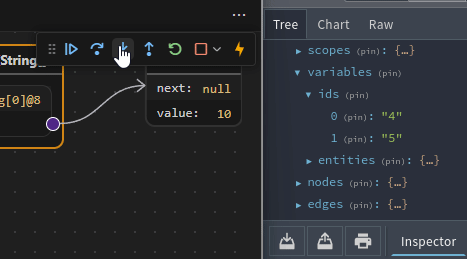 ...
String[]
g[0]@8
next: null
value: 10
Tree Chart Raw
▸ scopes (pin): {…}
▾ variables (pin):
▾ ids
0 (pin): "4"
1 (pin): "5"
▸ entities (pin): {…}
▸ nodes (pin): {…}
▸ edges (pin): {…}
Inspector